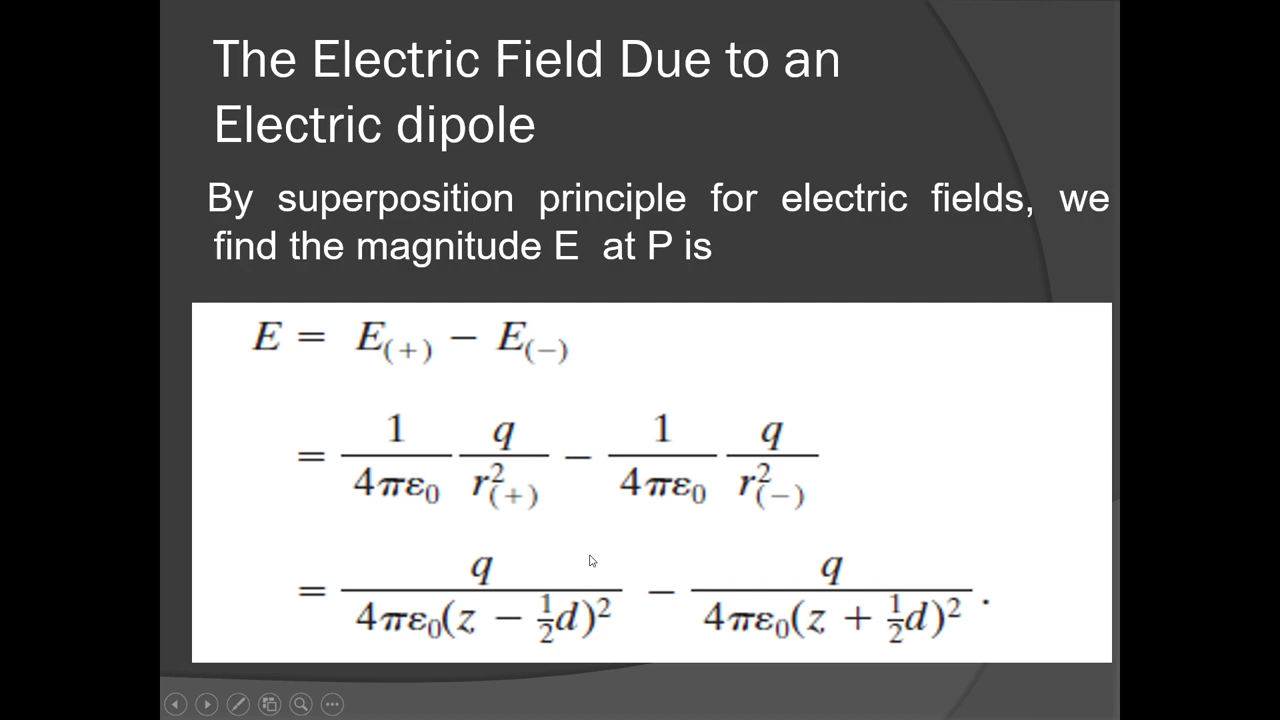 The Electric Field Due to an
Electric dipole
By superposition principle for electric fields, we
find the magnitude E at P is
E = E(+) − E(−)
= 1/4πε₀ q/r²(+) − 1/4πε₀ q/r²(−)
= q/4πε₀(z − ½d)² − q/4πε₀(z + ½d)² .